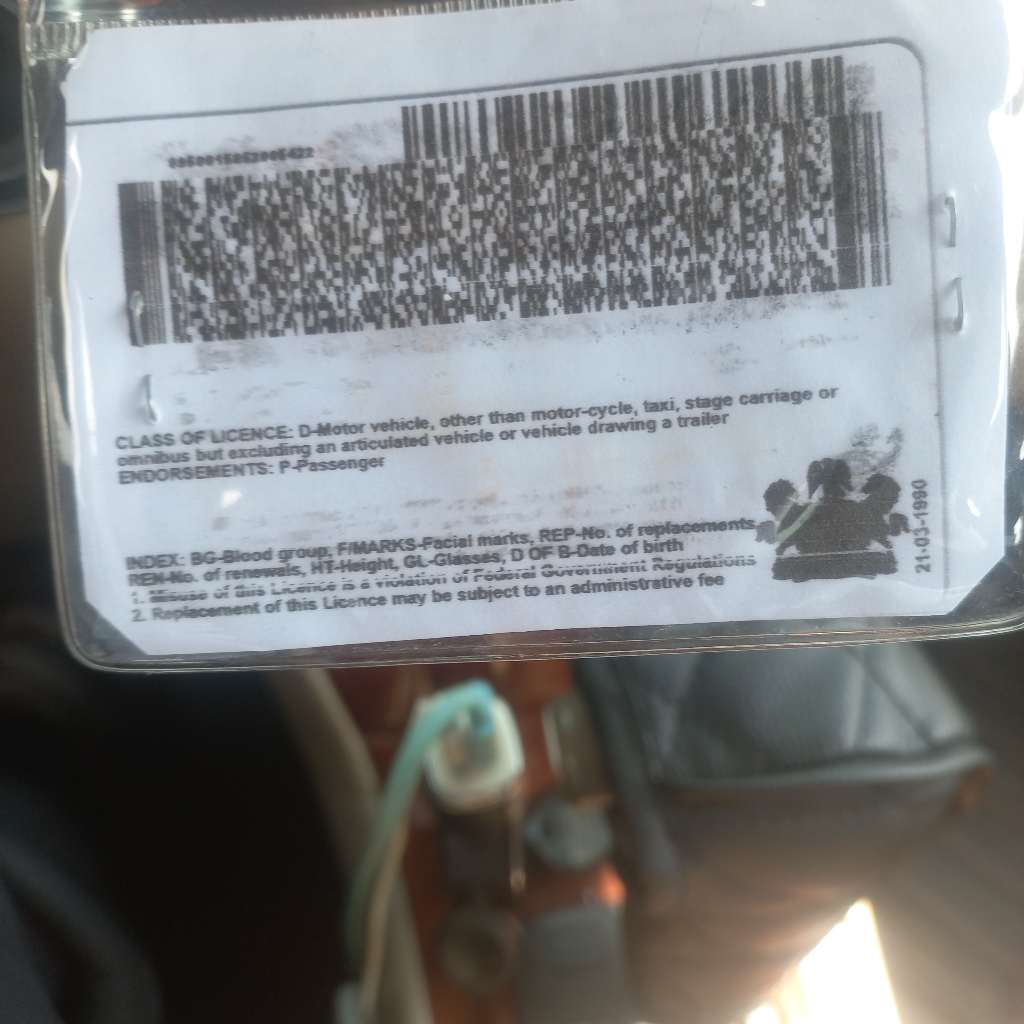 CLASS OF LICENCE: D-Motor vehicle, other than motor-cycle, taxi, stage carriage or
omnibus but excluding an articulated vehicle or vehicle drawing a trailer
ENDORSEMENTS: P-Passenger
INDEX: BG-Blood group, F/MARKS-Facial marks, REP-No. of replacements
REN-No. of renewals, HT-Height, GL-Glasses, D OF B-Date of birth
1. Misuse of this Licence is a violation of Federal Government Regulations
2. Replacement of this Licence may be subject to an administrative fee
21-03-1990